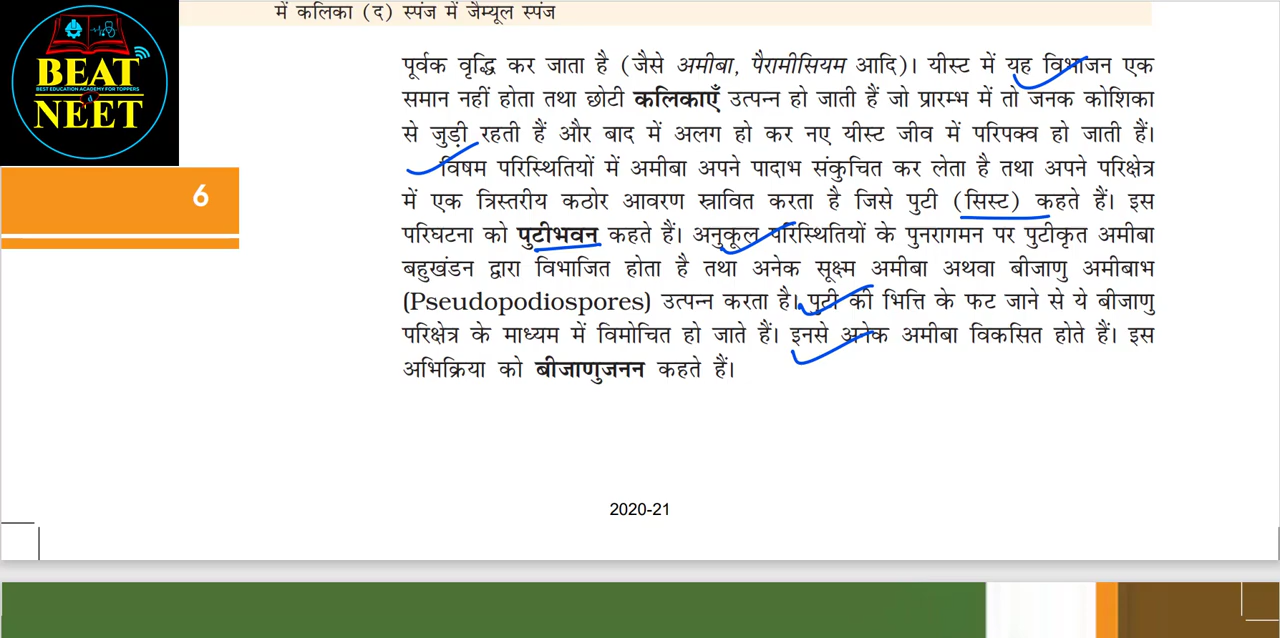 में कलिका (द) स्पंज में जैम्यूल स्पंज
BEAT
BEST EDUCATION ACADEMY FOR TOPPERS
NEET
6
पूर्वक वृद्धि कर जाता है (जैसे अमीबा, पैरामीसियम आदि)। यीस्ट में यह विभाजन एक
समान नहीं होता तथा छोटी कलिकाएँ उत्पन्न हो जाती हैं जो प्रारम्भ में तो जनक कोशिका
से जुड़ी रहती हैं और बाद में अलग हो कर नए यीस्ट जीव में परिपक्व हो जाती हैं।
विषम परिस्थितियों में अमीबा अपने पादाभ संकुचित कर लेता है तथा अपने परिक्षेत्र
में एक त्रिस्तरीय कठोर आवरण स्रावित करता है जिसे पुटी (सिस्ट) कहते हैं। इस
परिघटना को पुटीभवन कहते हैं। अनुकूल परिस्थितियों के पुनरागमन पर पुटीकृत अमीबा
बहुखंडन द्वारा विभाजित होता है तथा अनेक सूक्ष्म अमीबा अथवा बीजाणु अमीबाभ
(Pseudopodiospores) उत्पन्न करता है। पुटी की भित्ति के फट जाने से ये बीजाणु
परिक्षेत्र के माध्यम में विमोचित हो जाते हैं। इनसे अनेक अमीबा विकसित होते हैं। इस
अभिक्रिया को बीजाणुजनन कहते हैं।
2020-21